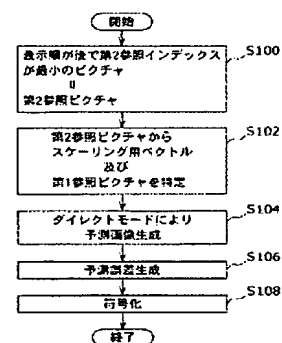 開始
S100
表示順が後で第2参照インデックス
が最小のピクチャ
∥
第2参照ピクチャ
S102
第2参照ピクチャから
スケーリング用ベクトル
及び
第1参照ピクチャを特定
S104
ダイレクトモードにより
予測画像生成
S106
予測誤差生成
S108
符号化
終了